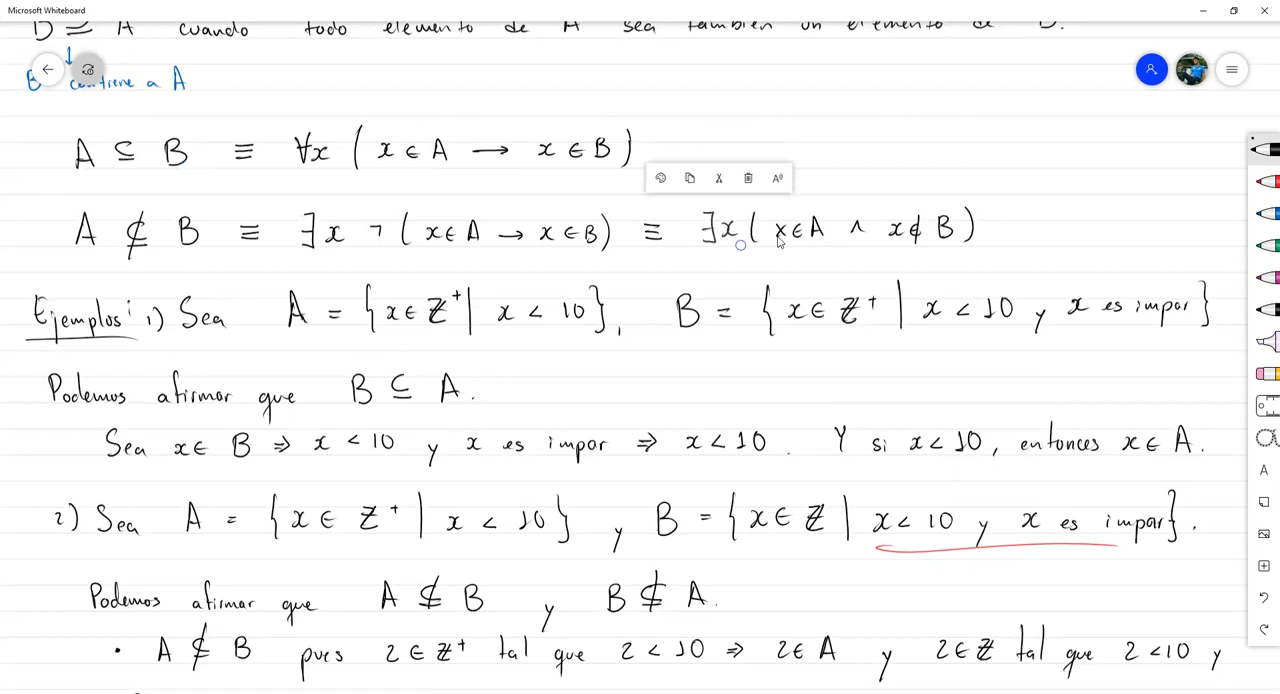 Microsoft Whiteboard
B ⊇ A cuando todo elemento de A sea también un elemento de B.
B contiene a A
A ⊆ B ≡ ∀x ( x ∈ A → x ∈ B )
A ⊈ B ≡ ∃x ¬ ( x ∈ A → x ∈ B ) ≡ ∃x ( x ∈ A ∧ x ∉ B )
Ejemplos: 1) Sea A = { x ∈ ℤ⁺ | x < 10 }, B = { x ∈ ℤ⁺ | x < 10 y x es impar }
Podemos afirmar que B ⊆ A.
Sea x ∈ B ⇒ x < 10 y x es impar ⇒ x < 10. Y si x < 10, entonces x ∈ A.
2) Sea A = { x ∈ ℤ⁺ | x < 10 } y B = { x ∈ ℤ | x < 10 y x es impar }.
Podemos afirmar que A ⊈ B y B ⊈ A.
• A ⊈ B pues 2 ∈ ℤ⁺ tal que 2 < 10 ⇒ 2 ∈ A y 2 ∈ ℤ tal que 2 < 10 y